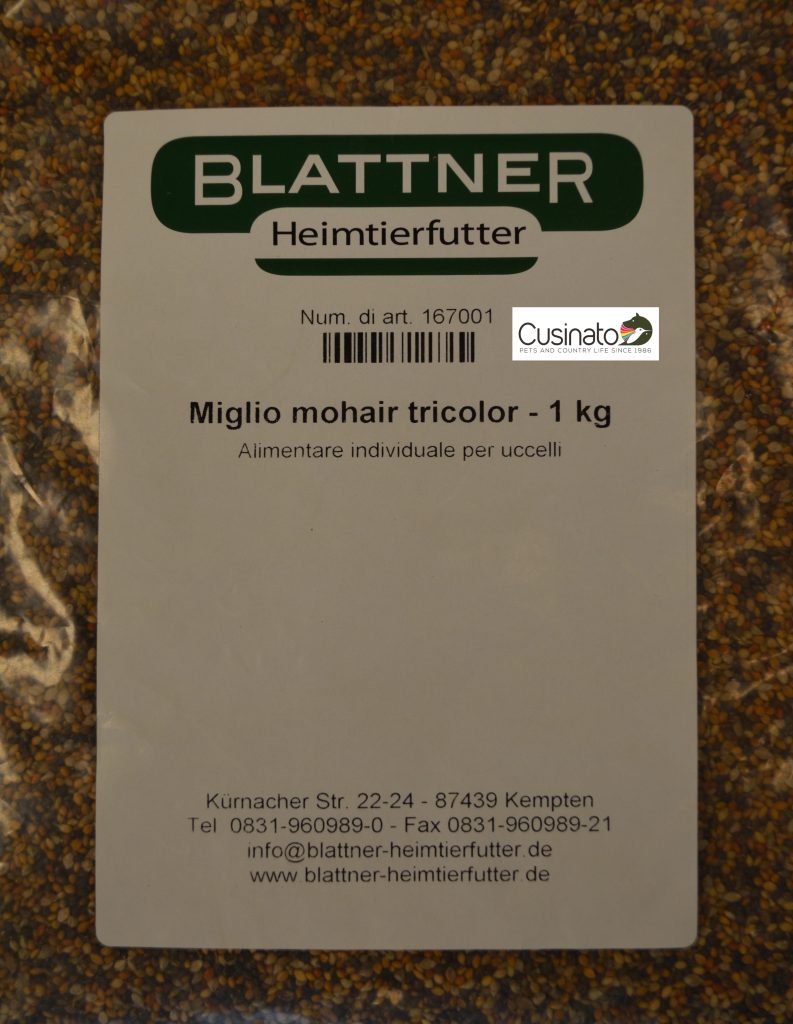 BLATTNER
Heimtierfutter
Num. di art. 167001
Cusinato
PETS AND COUNTRY LIFE SINCE 1986
Miglio mohair tricolor - 1 kg
Alimentare individuale per uccelli
Kürnacher Str. 22-24 - 87439 Kempten
Tel 0831-960989-0 - Fax 0831-960989-21
info@blattner-heimtierfutter.de
www.blattner-heimtierfutter.de